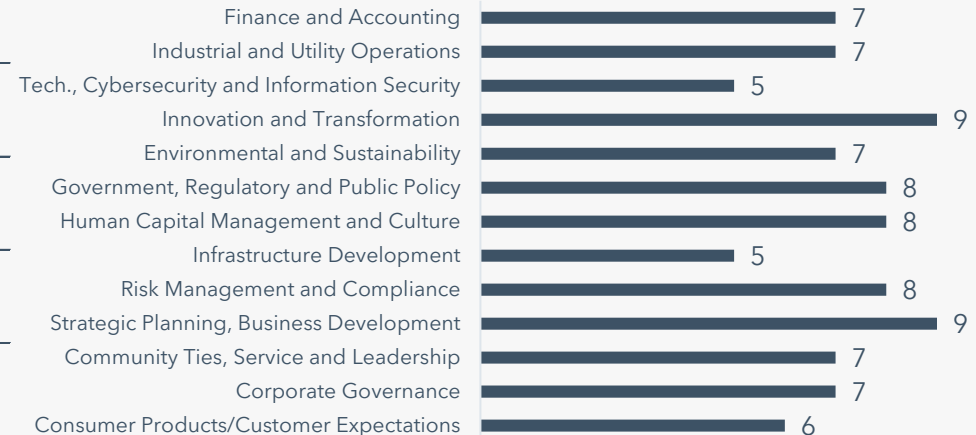 Finance and Accounting 7
Industrial and Utility Operations 7
Tech., Cybersecurity and Information Security 5
Innovation and Transformation 9
Environmental and Sustainability 7
Government, Regulatory and Public Policy 8
Human Capital Management and Culture 8
Infrastructure Development 5
Risk Management and Compliance 8
Strategic Planning, Business Development 9
Community Ties, Service and Leadership 7
Corporate Governance 7
Consumer Products/Customer Expectations 6